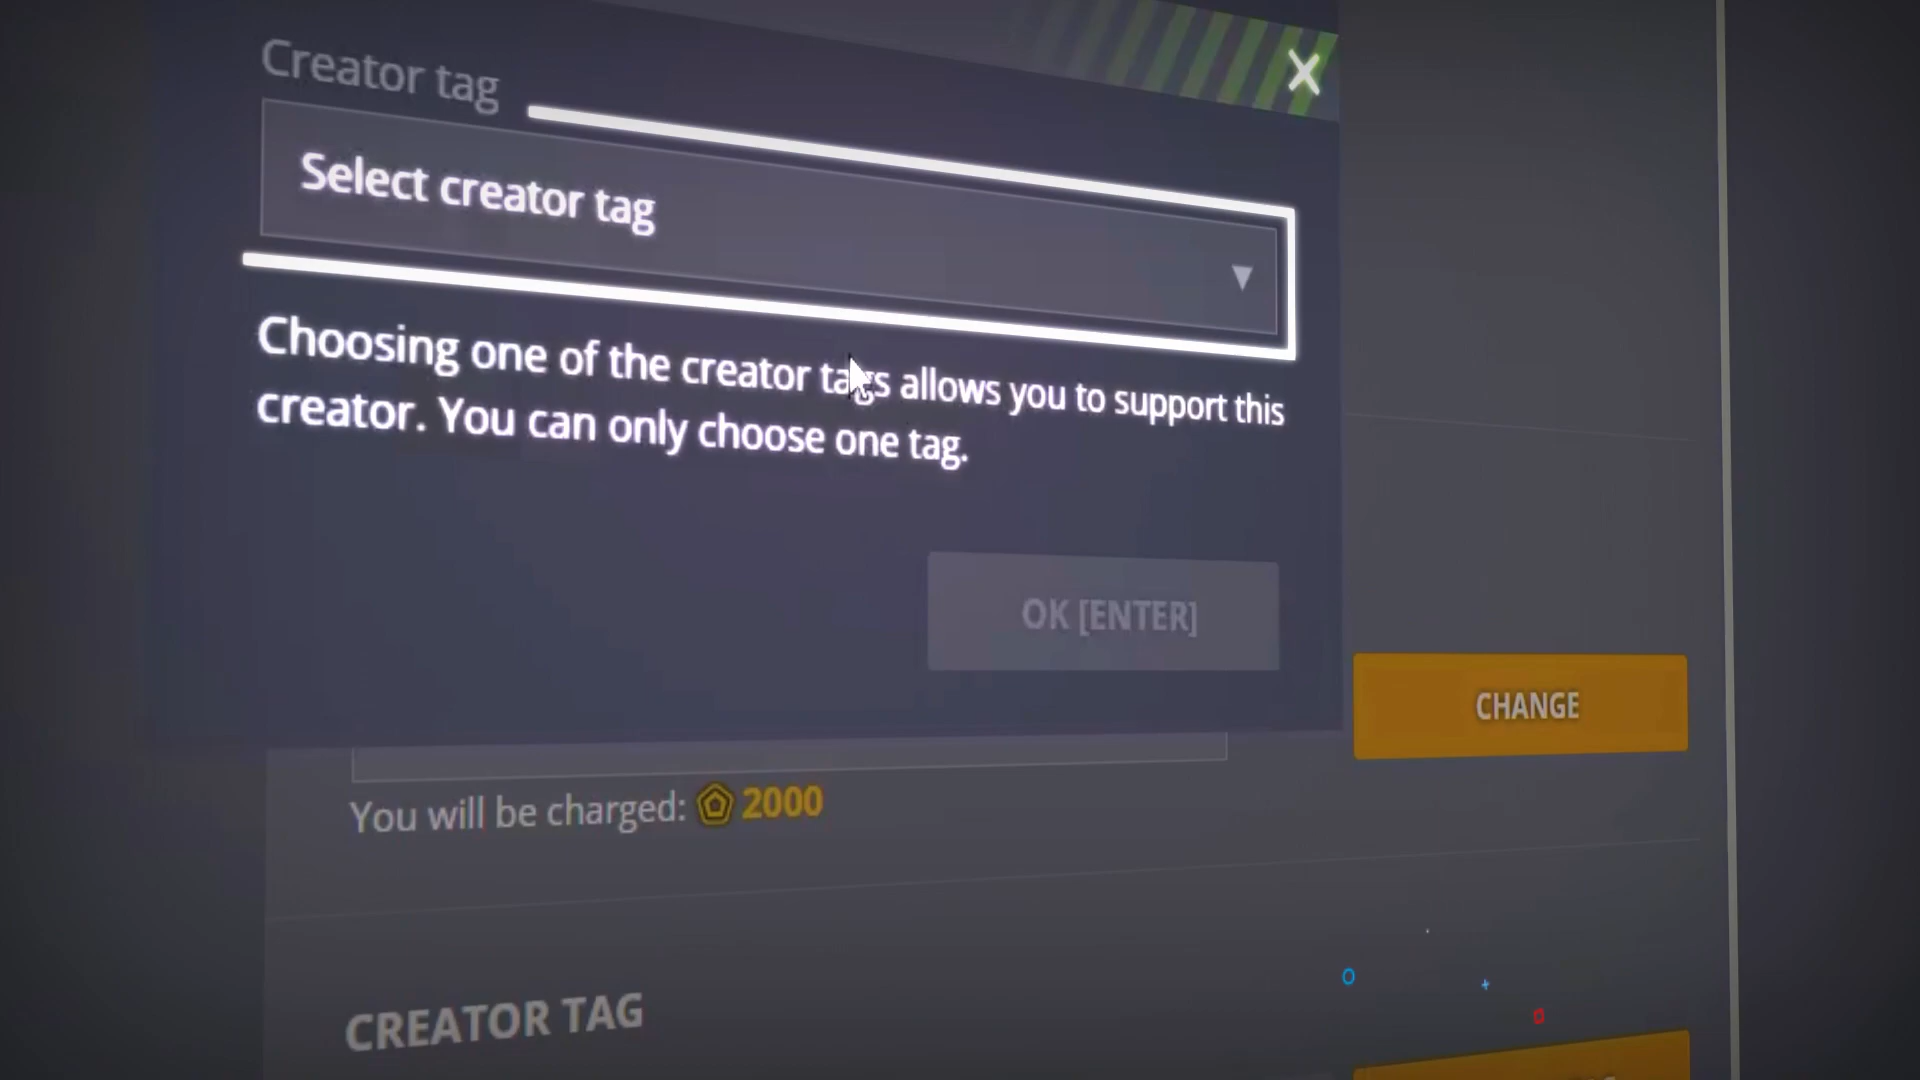 Creator tag
X
Select creator tag
Choosing one of the creator tags allows you to support this
creator. You can only choose one tag.
OK [ENTER]
CHANGE
You will be charged: 2000
CREATOR TAG